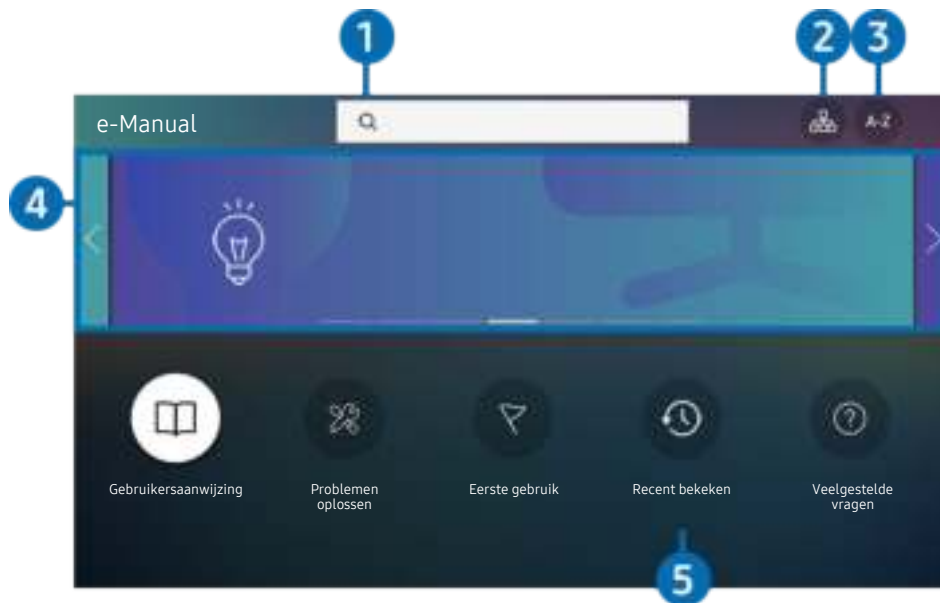 1
2 3
e-Manual
A-Z
4
Gebruikersaanwijzing
Problemen
oplossen
Eerste gebruik
Recent bekeken
Veelgestelde
vragen
5